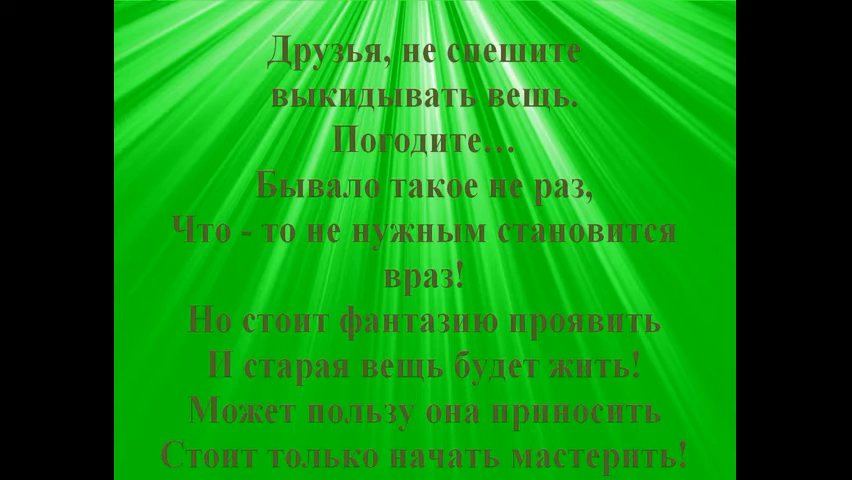 Друзья, не спешите
выкидывать вещь.
Погодите…
Бывало такое не раз,
Что - то не нужным становится
враз!
Но стоит фантазию проявить
И старая вещь будет жить!
Может пользу она приносить
Стоит только начать мастерить!